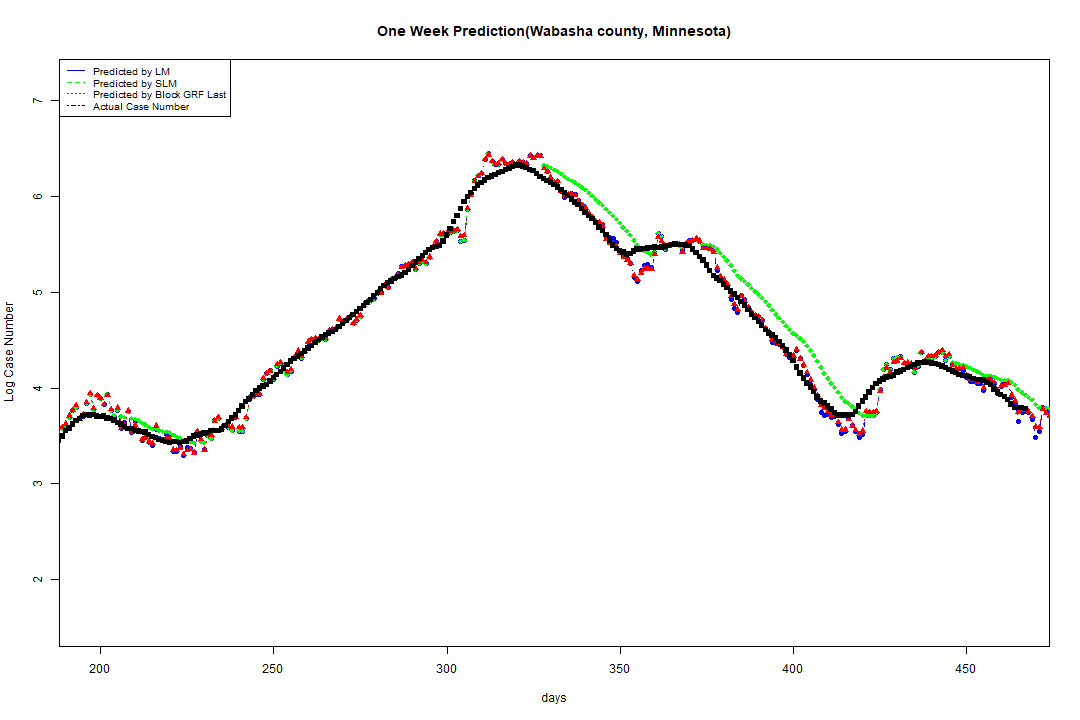 One Week Prediction(Wabasha county, Minnesota)
Predicted by LM
Predicted by SLM
Predicted by Block GRF Last
Actual Case Number
7
6
5
4
3
2
Log Case Number
200 250 300 350 400 450
days